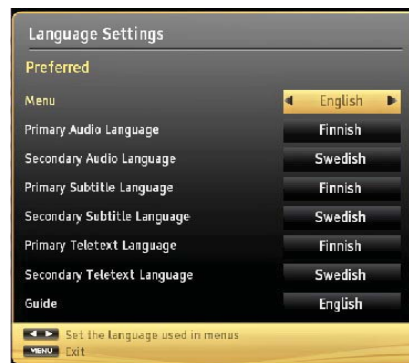 Language Settings
Preferred
Menu English
Primary Audio Language Finnish
Secondary Audio Language Swedish
Primary Subtitle Language Finnish
Secondary Subtitle Language Swedish
Primary Teletext Language Finnish
Secondary Teletext Language Swedish
Guide English
Set the language used in menus
MENU Exit